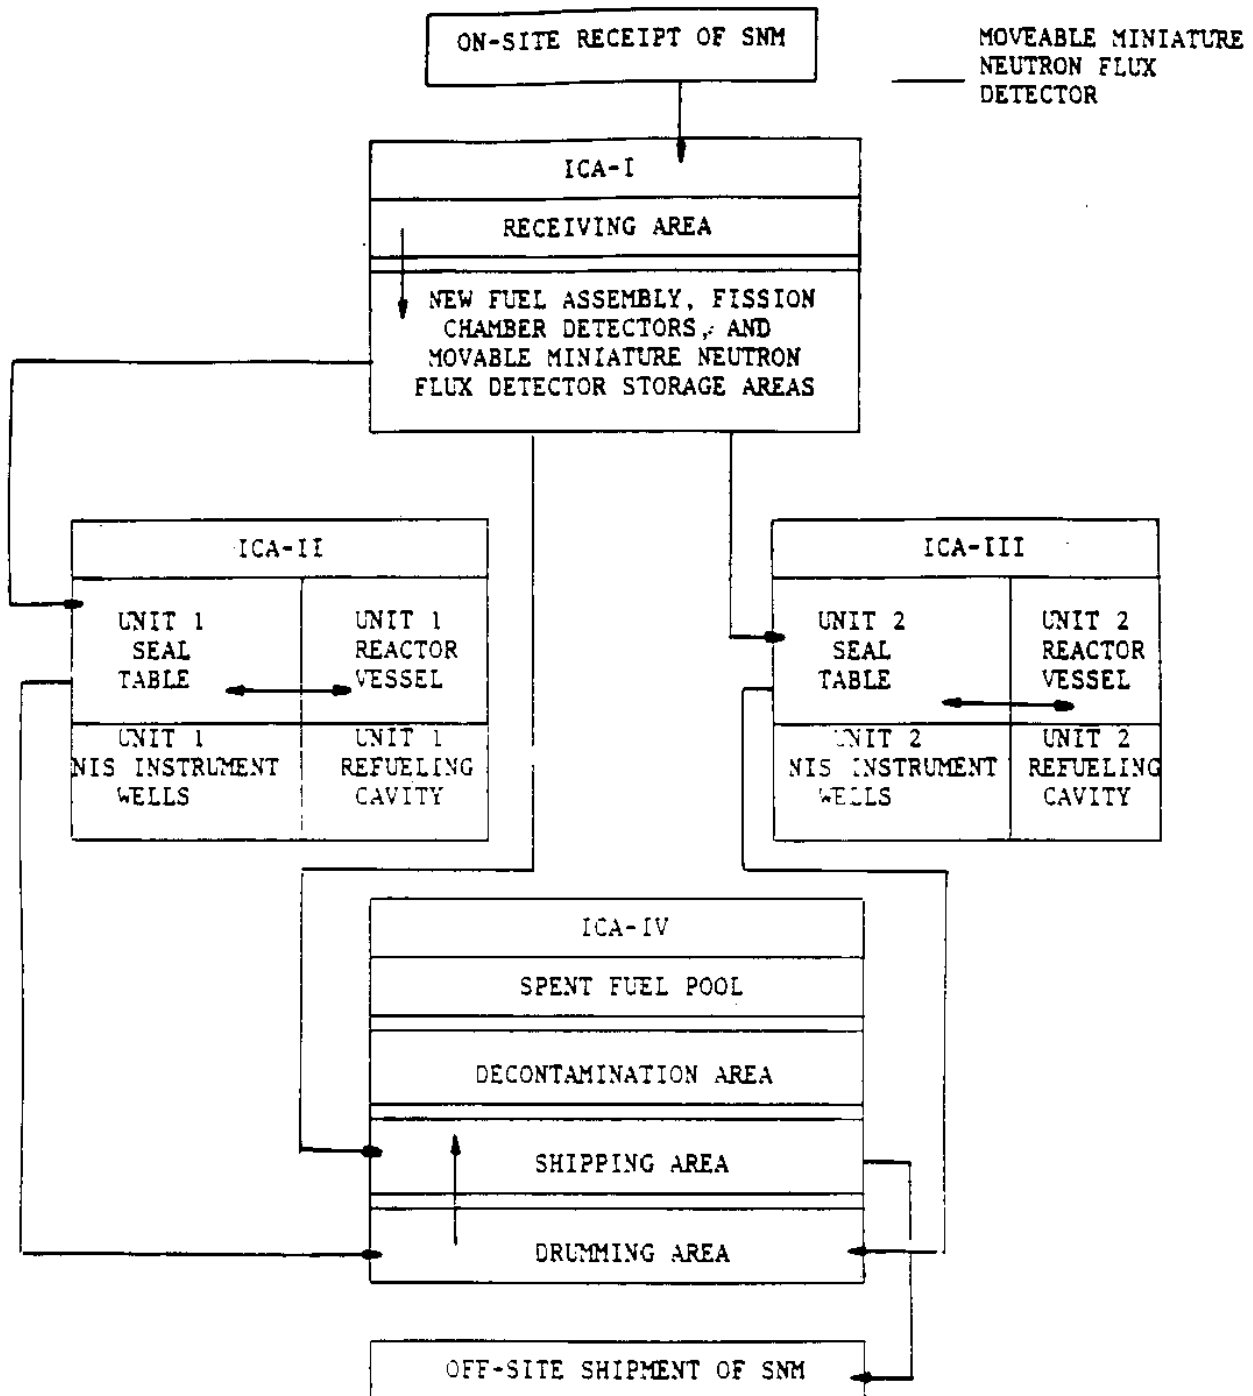 ON-SITE RECEIPT OF SNM
MOVEABLE MINIATURE
NEUTRON FLUX
DETECTOR
ICA-I
RECEIVING AREA
NEW FUEL ASSEMBLY, FISSION
CHAMBER DETECTORS, AND
MOVABLE MINIATURE NEUTRON
FLUX DETECTOR STORAGE AREAS
ICA-II
UNIT 1
SEAL
TABLE
UNIT 1
REACTOR
VESSEL
UNIT 1
NIS INSTRUMENT
WELLS
UNIT 1
REFUELING
CAVITY
ICA-III
UNIT 2
SEAL
TABLE
UNIT 2
REACTOR
VESSEL
UNIT 2
NIS INSTRUMENT
WELLS
UNIT 2
REFUELING
CAVITY
ICA-IV
SPENT FUEL POOL
DECONTAMINATION AREA
SHIPPING AREA
DRUMMING AREA
OFF-SITE SHIPMENT OF SNM